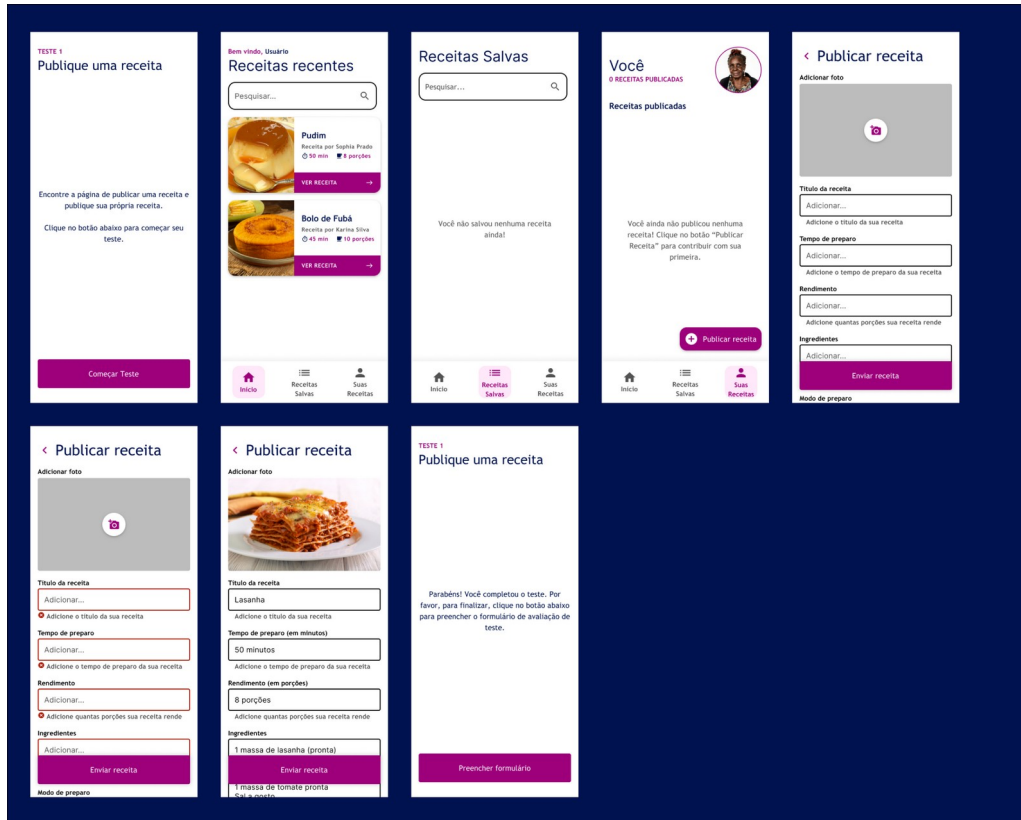 TESTE 1
Publique uma receita
Encontre a página de publicar uma receita e
publique sua própria receita.
Clique no botão abaixo para começar seu
teste.
Começar Teste
Bem vindo, Usuário
Receitas recentes
Pesquisar...
Pudim
Receita por Sophia Prado
50 min
8 porções
VER RECEITA
Bolo de Fubá
Receita por Karina Silva
45 min
10 porções
VER RECEITA
Início
Receitas
Salvas
Suas
Receitas
Receitas Salvas
Pesquisar...
Você não salvou nenhuma receita
ainda!
Início
Receitas
Salvas
Suas
Receitas
Você
0 RECEITAS PUBLICADAS
Receitas publicadas
Você ainda não publicou nenhuma
receita! Clique no botão “Publicar
Receita” para contribuir com sua
primeira.
Publicar receita
Início
Receitas
Salvas
Suas
Receitas
Publicar receita
Adicionar foto
Título da receita
Adicionar...
Adicione o título da sua receita
Tempo de preparo
Adicionar...
Adicione o tempo de preparo da sua receita
Rendimento
Adicionar...
Adicione quantas porções sua receita rende
Ingredientes
Adicionar...
Enviar receita
Modo de preparo
Publicar receita
Adicionar foto
Título da receita
Adicionar...
Adicione o título da sua receita
Tempo de preparo
Adicionar...
Adicione o tempo de preparo da sua receita
Rendimento
Adicionar...
Adicione quantas porções sua receita rende
Ingredientes
Adicionar...
Enviar receita
Modo de preparo
Publicar receita
Adicionar foto
Título da receita
Lasanha
Adicione o título da sua receita
Tempo de preparo (em minutos)
50 minutos
Adicione o tempo de preparo da sua receita
Rendimento (em porções)
8 porções
Adicione quantas porções sua receita rende
Ingredientes
1 massa de lasanha (pronta)
Enviar receita
1 massa de tomate pronta
Sal a gosto
TESTE 1
Publique uma receita
Parabéns! Você completou o teste. Por
favor, para finalizar, clique no botão abaixo
para preencher o formulário de avaliação de
teste.
Preencher formulário